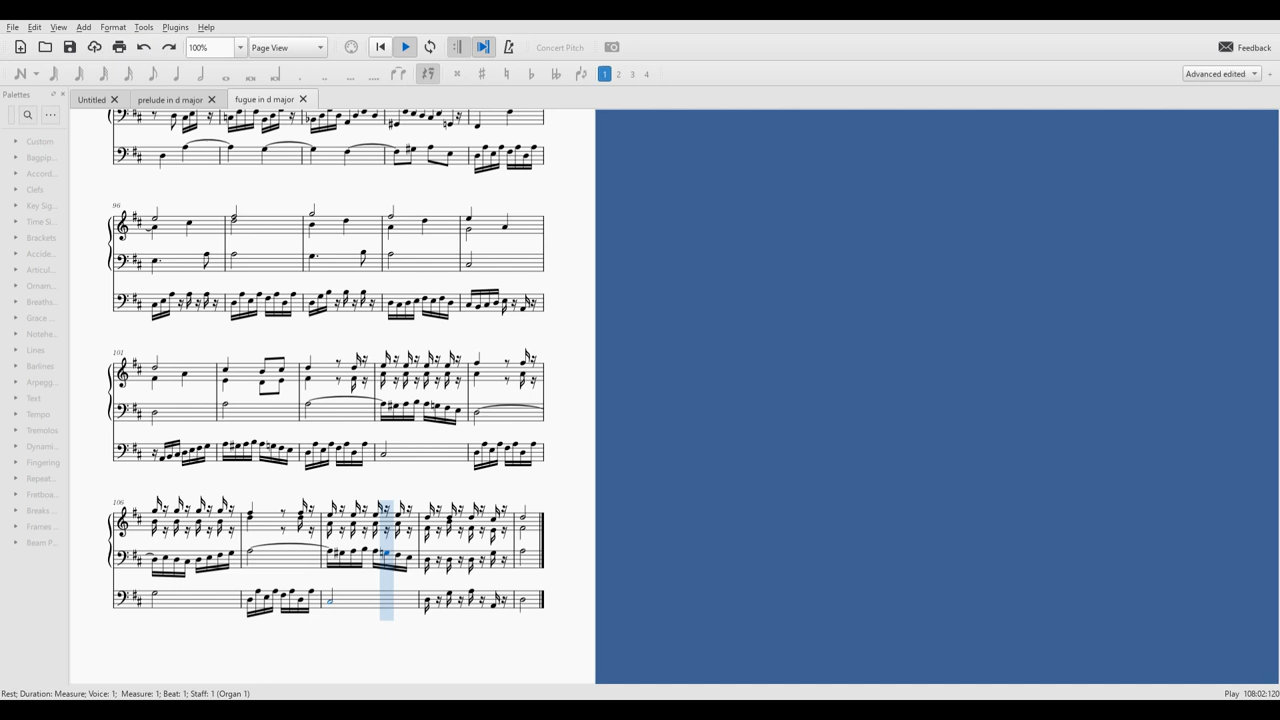 File Edit View Add Format Tools Plugins Help
100% Page View Concert Pitch Feedback
1 2 3 4 Advanced edited
Palettes Untitled prelude in d major fugue in d major
Custom
Bagpip...
Accord...
Clefs
Key Sig...
Time Si...
Brackets
Accide...
Articul...
Ornam...
Breaths...
Grace ...
Notehe...
Lines
Barlines
Arpegg...
Text
Tempo
Tremolos
Dynami...
Fingering
Repeat...
Fretboa...
Breaks ...
Frames ...
Beam P...
96
101
106
Rest; Duration: Measure; Voice: 1; Measure: 1; Beat: 1; Staff: 1 (Organ 1) Play 108:02:120